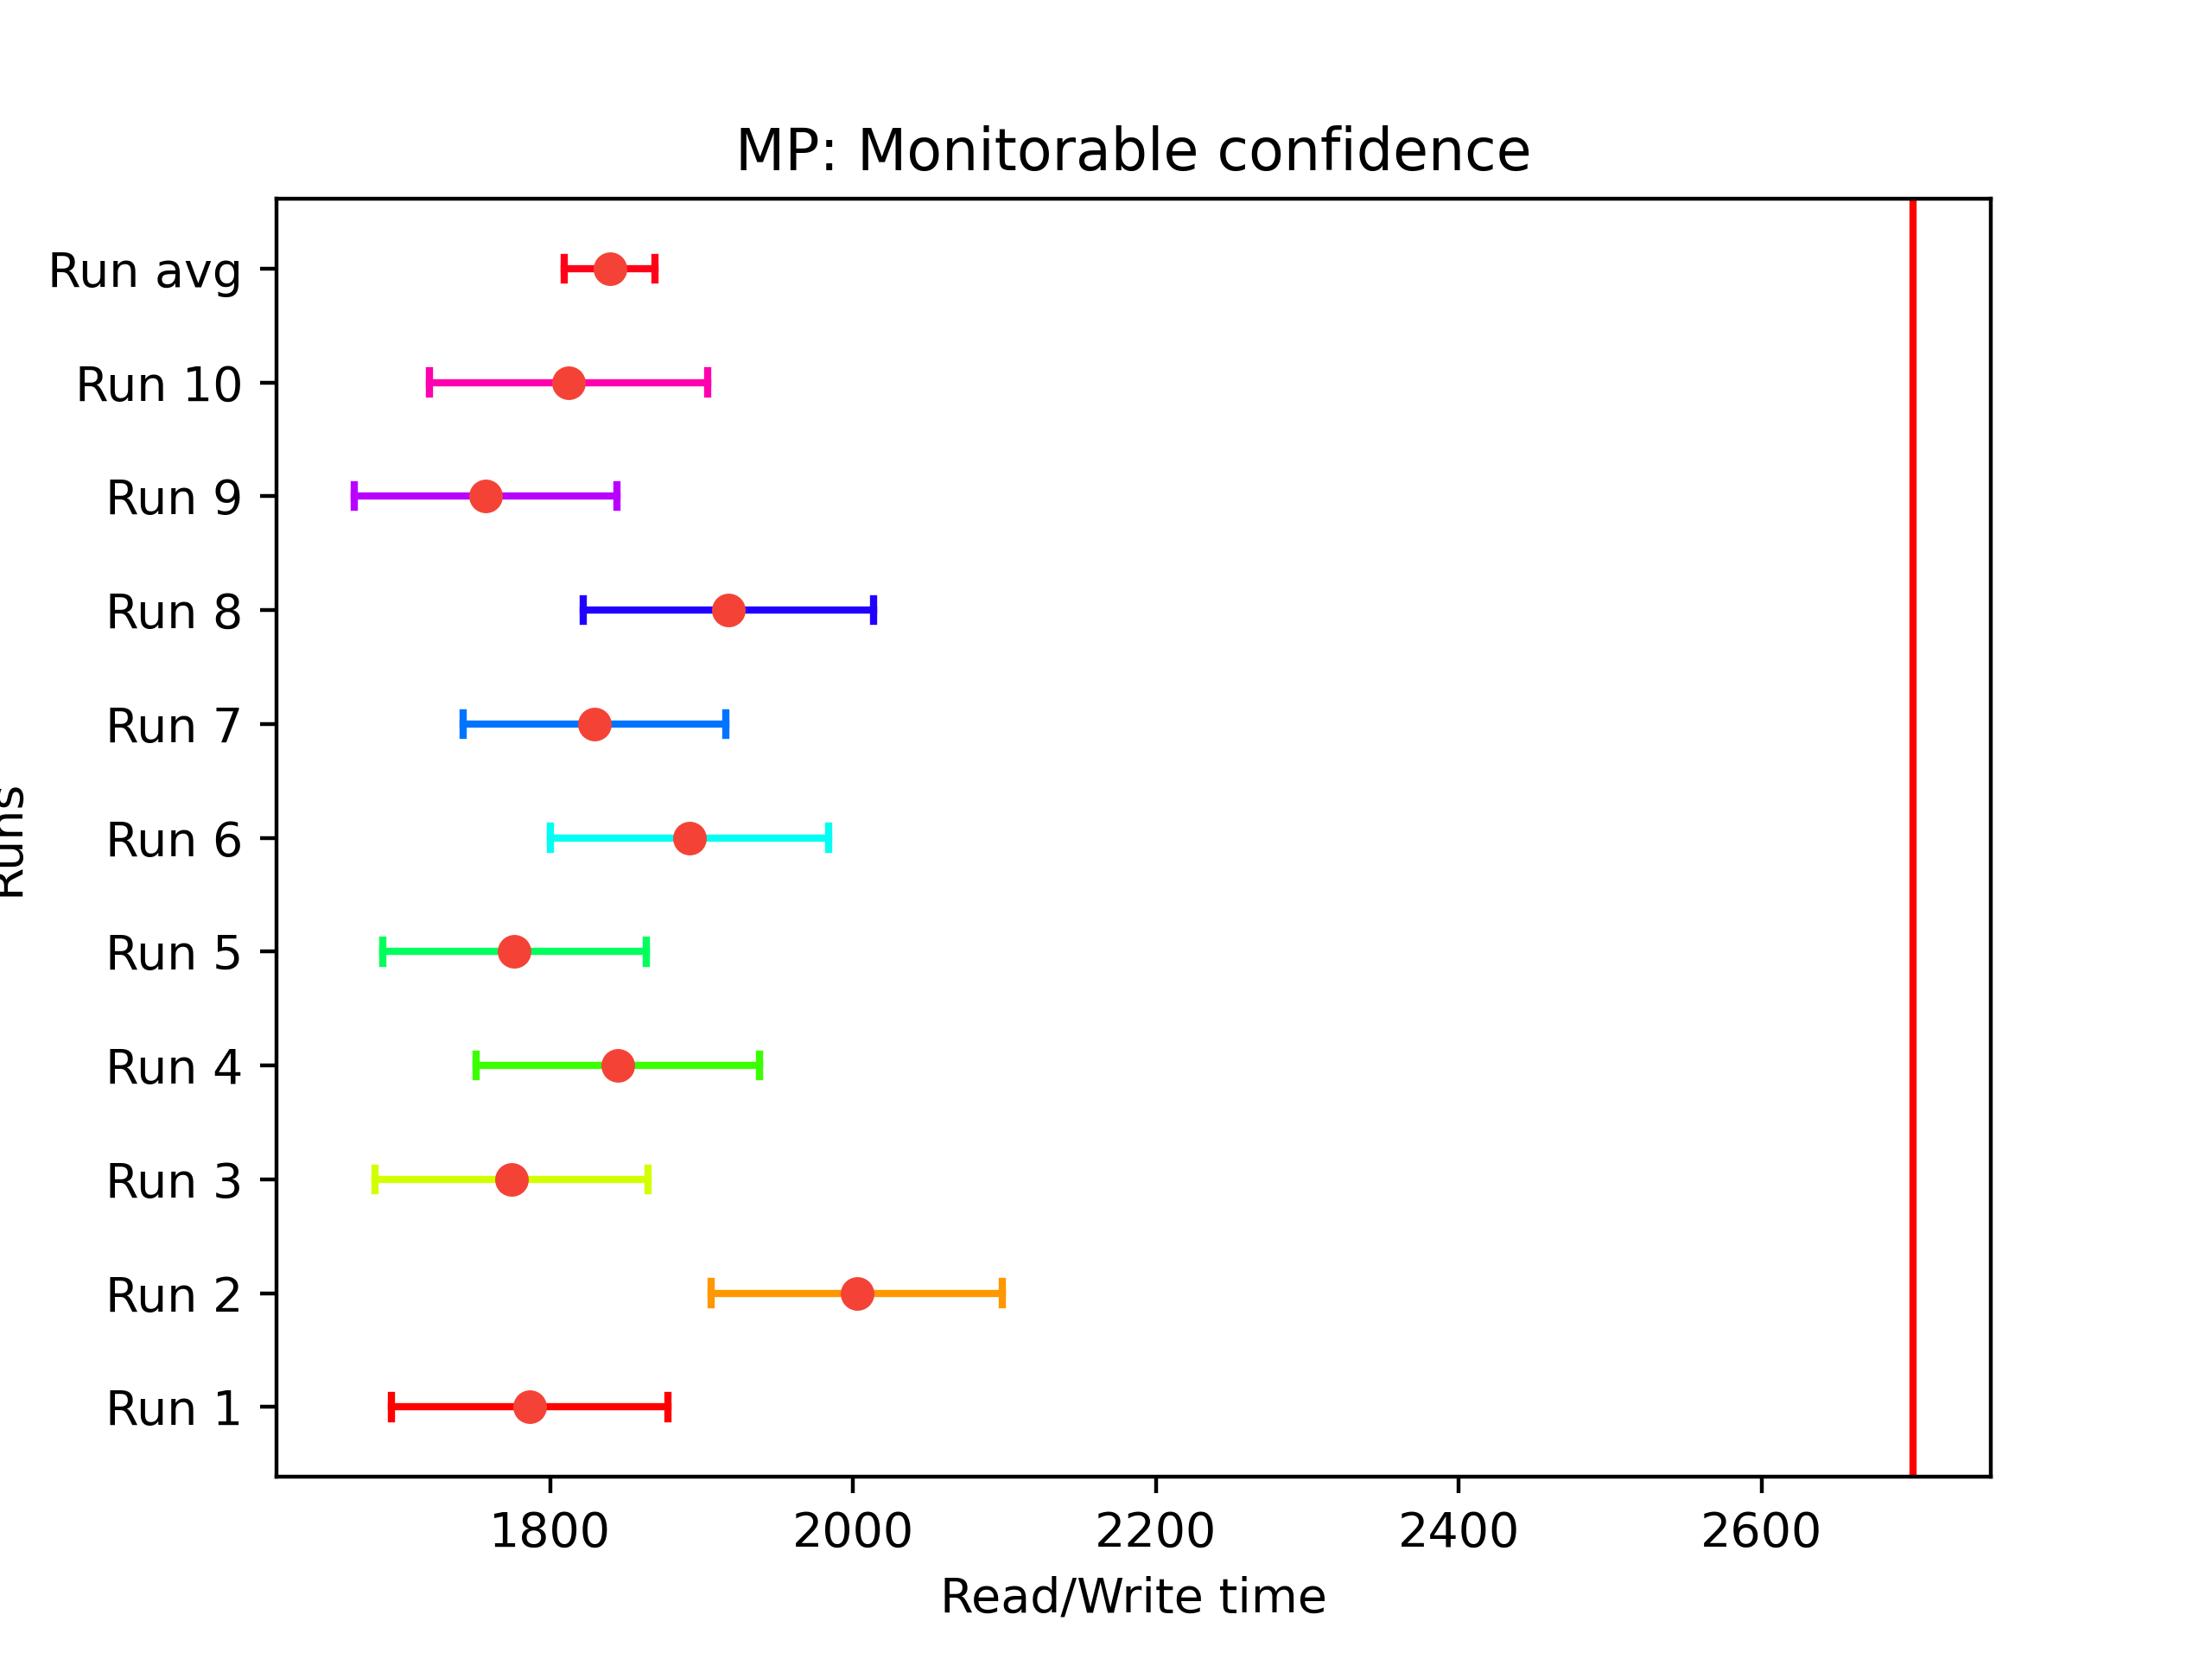 MP: Monitorable confidence
Run avg
Run 10
Run 9
Run 8
Run 7
Run 6
Run 5
Run 4
Run 3
Run 2
Run 1
Runs
1800 2000 2200 2400 2600
Read/Write time